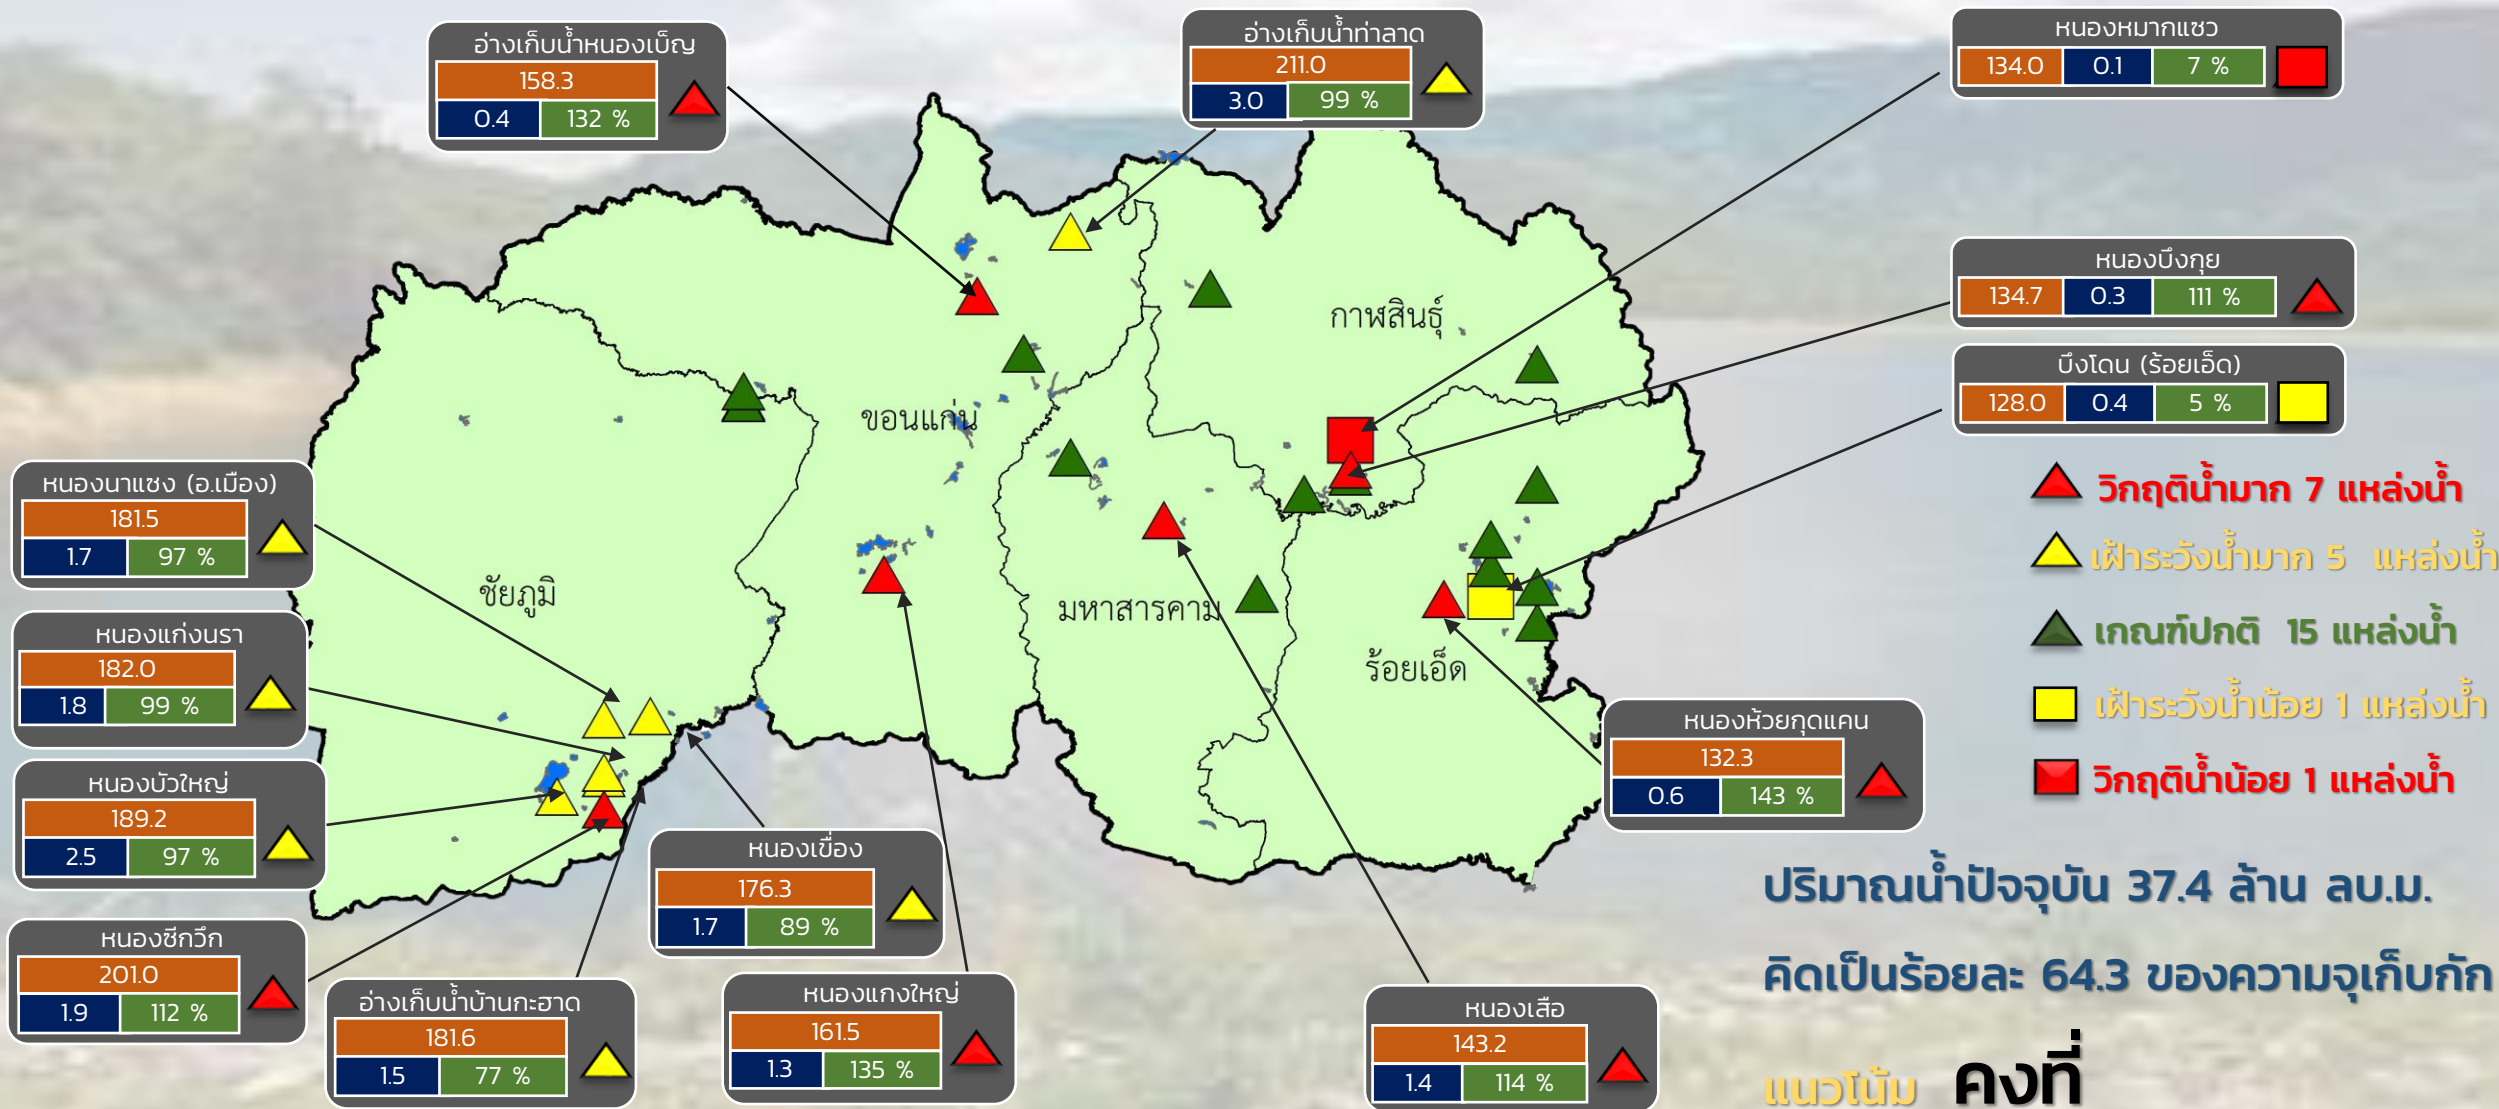 อ่างเก็บน้ำหนองเบ็ญ
158.3
0.4 132 %
อ่างเก็บน้ำท่าลาด
211.0
3.0 99 %
หนองหมากแซว
134.0 0.1 7 %
หนองบึงกุย
134.7 0.3 111 %
บึงโดน (ร้อยเอ็ด)
128.0 0.4 5 %
กาฬสินธุ์
ขอนแก่น
ชัยภูมิ
มหาสารคาม
ร้อยเอ็ด
หนองนาแซง (อ.เมือง)
181.5
1.7 97 %
หนองแก่งนรา
182.0
1.8 99 %
หนองบัวใหญ่
189.2
2.5 97 %
หนองซีกวึก
201.0
1.9 112 %
อ่างเก็บน้ำบ้านกะฮาด
181.6
1.5 77 %
หนองเขื่อง
176.3
1.7 89 %
หนองแกงใหญ่
161.5
1.3 135 %
หนองเสือ
143.2
1.4 114 %
หนองห้วยกุดแคน
132.3
0.6 143 %
วิกฤติน้ำมาก 7 แหล่งน้ำ
เฝ้าระวังน้ำมาก 5 แหล่งน้ำ
เกณฑ์ปกติ 15 แหล่งน้ำ
เฝ้าระวังน้ำน้อย 1 แหล่งน้ำ
วิกฤติน้ำน้อย 1 แหล่งน้ำ
ปริมาณน้ำปัจจุบัน 37.4 ล้าน ลบ.ม.
คิดเป็นร้อยละ 64.3 ของความจุเก็บกัก
แนวโน้ม คงที่